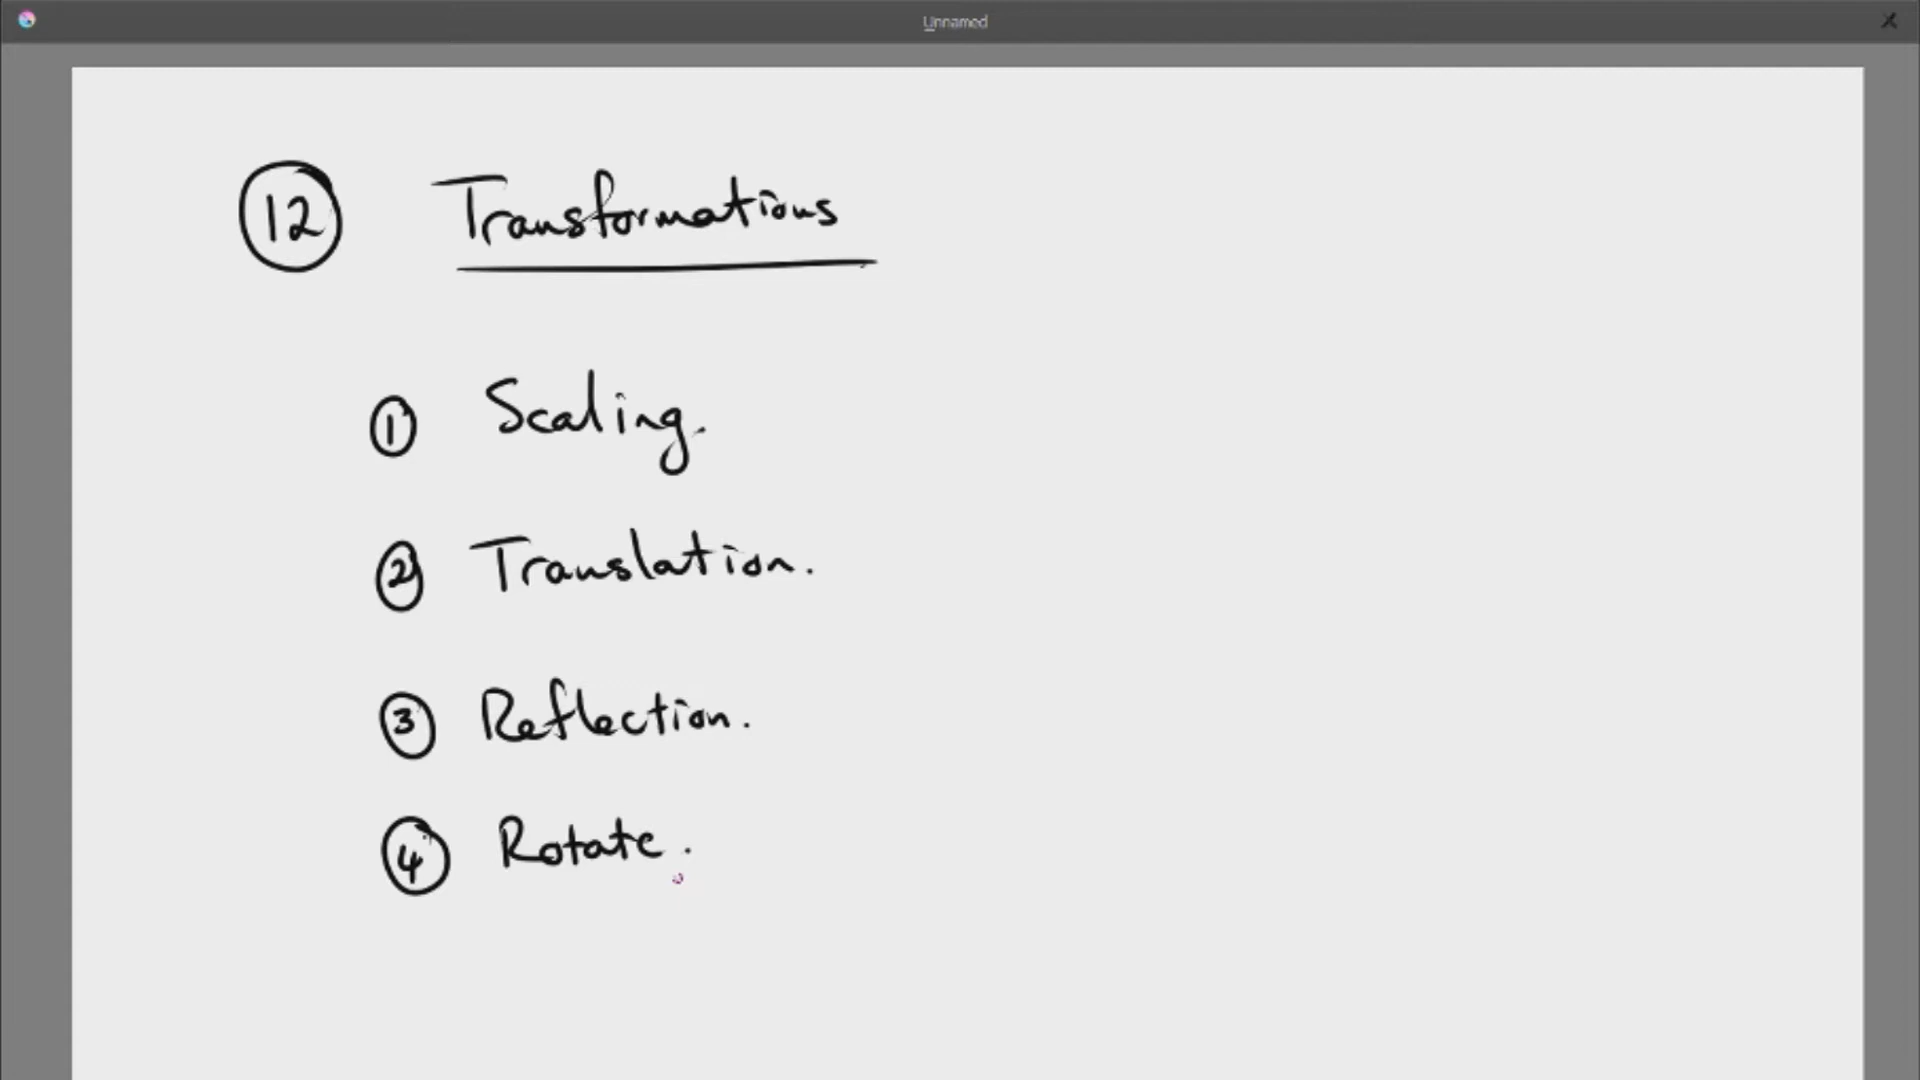 Unnamed
12 Transformations
1 Scaling.
2 Translation.
3 Reflection.
4 Rotate.